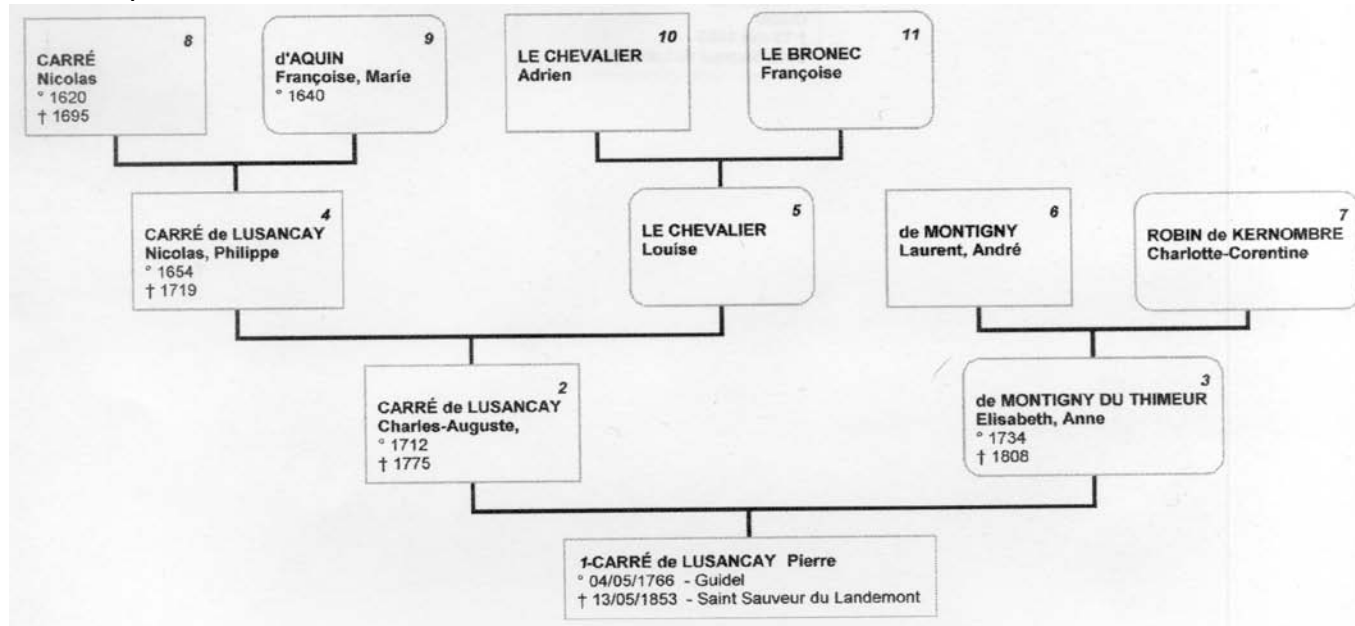 8
CARRÉ
Nicolas
° 1620
† 1695
9
d'AQUIN
Françoise, Marie
° 1640
10
LE CHEVALIER
Adrien
11
LE BRONEC
Françoise
4
CARRÉ de LUSANCAY
Nicolas, Philippe
° 1654
† 1719
5
LE CHEVALIER
Louise
6
de MONTIGNY
Laurent, André
7
ROBIN de KERNOMBRE
Charlotte-Corentine
2
CARRÉ de LUSANCAY
Charles-Auguste,
° 1712
† 1775
3
de MONTIGNY DU THIMEUR
Elisabeth, Anne
° 1734
† 1808
1-CARRÉ de LUSANCAY Pierre
° 04/05/1766 - Guidel
† 13/05/1853 - Saint Sauveur du Landemont